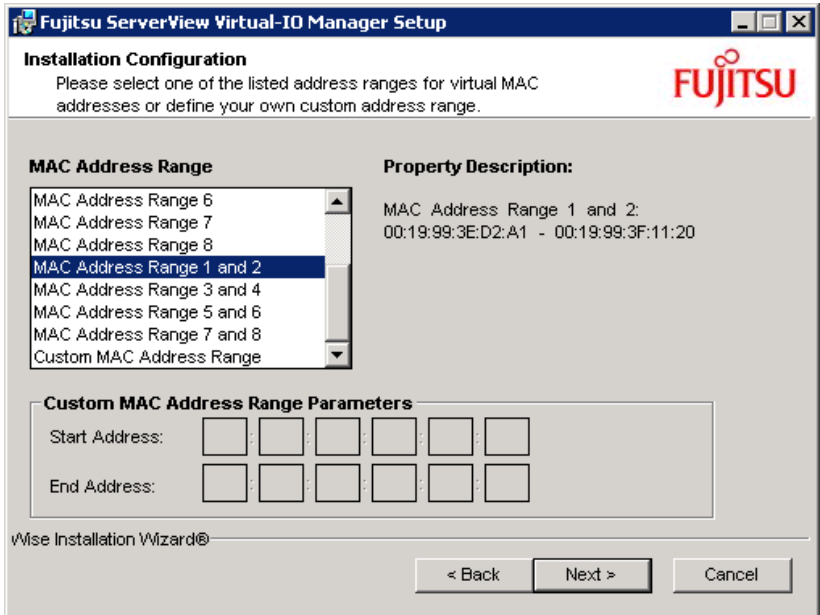 Fujitsu ServerView Virtual-IO Manager Setup
Installation Configuration
Please select one of the listed address ranges for virtual MAC
addresses or define your own custom address range.
FUJITSU
MAC Address Range
Property Description:
MAC Address Range 6
MAC Address Range 7
MAC Address Range 8
MAC Address Range 1 and 2
MAC Address Range 3 and 4
MAC Address Range 5 and 6
MAC Address Range 7 and 8
Custom MAC Address Range
MAC Address Range 1 and 2:
00:19:99:3E:D2:A1 - 00:19:99:3F:11:20
Custom MAC Address Range Parameters
Start Address: : : : : :
End Address: : : : : :
Wise Installation Wizard®
< Back Next > Cancel